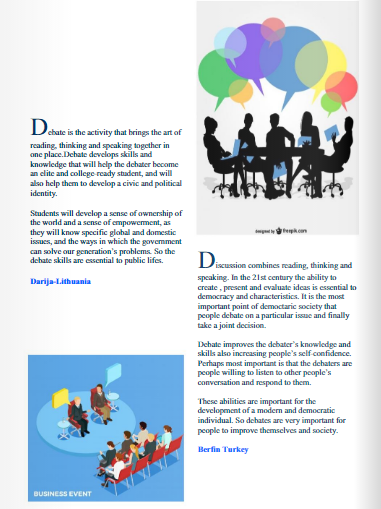 Debate is the activity that brings the art of
reading, thinking and speaking together in
one place.Debate develops skills and
knowledge that will help the debater become
an elite and college-ready student, and will
also help them to develop a civic and political
identity.
Students will develop a sense of ownership of
the world and a sense of empowerment, as
they will know specific global and domestic
issues, and the ways in which the government
can solve our generation's problems. So the
debate skills are essential to public lifes.
Darija-Lithuania
BUSINESS EVENT
designed by freepik.com
Discussion combines reading, thinking and
speaking. In the 21st century the ability to
create , present and evaluate ideas is essential to
democracy and characteristics. It is the most
important point of democtaric society that
people debate on a particular issue and finally
take a joint decision.
Debate improves the debater's knowledge and
skills also increasing people's self-confidence.
Perhaps most important is that the debaters are
people willing to listen to other people's
conversation and respond to them.
These abilities are important for the
development of a modern and democratic
individual. So debates are very important for
people to improve themselves and society.
Berfin Turkey